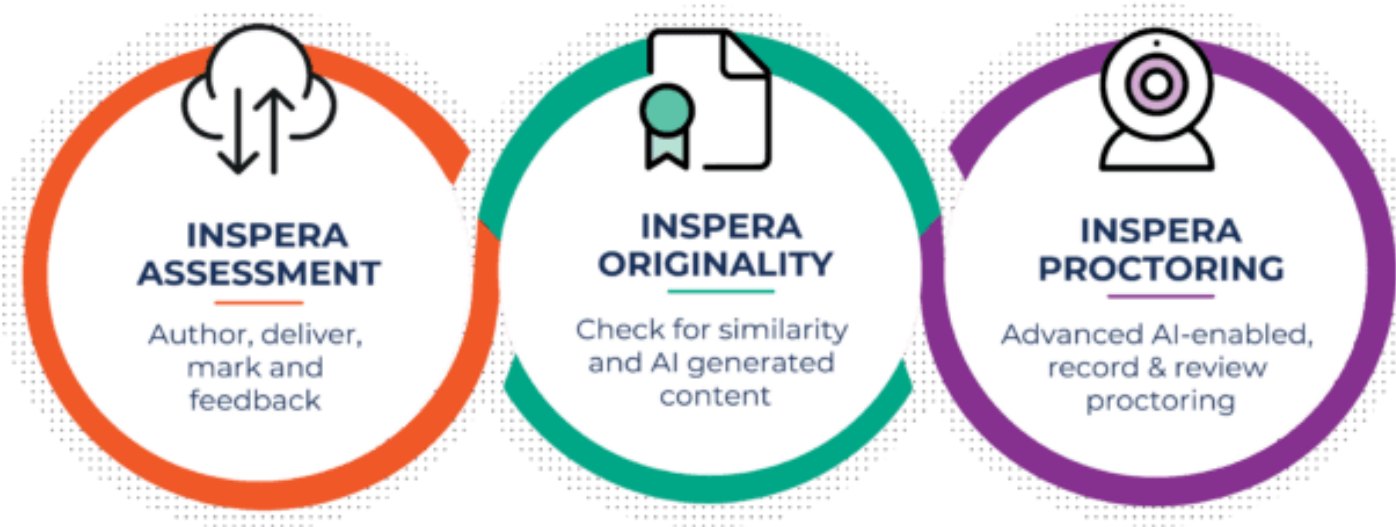 INSPERA
ASSESSMENT
Author, deliver,
mark and
feedback
INSPERA
ORIGINALITY
Check for similarity
and AI generated
content
INSPERA
PROCTORING
Advanced AI-enabled,
record & review
proctoring